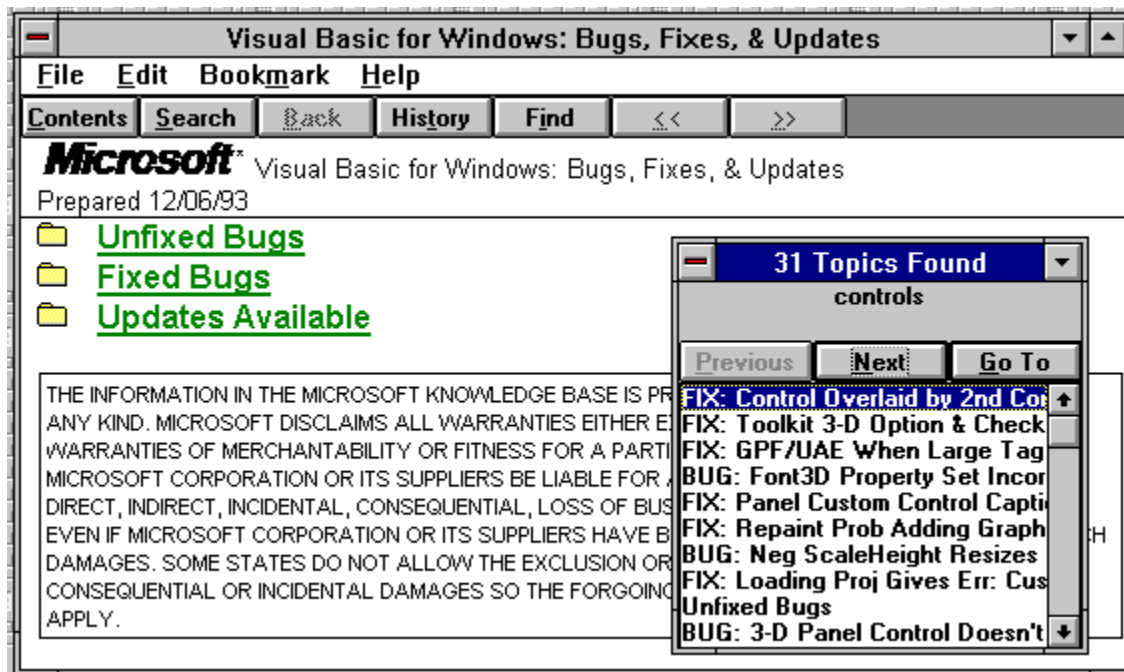 Visual Basic for Windows: Bugs, Fixes, & Updates
File Edit Bookmark Help
Contents Search Back History Find << >>
Microsoft Visual Basic for Windows: Bugs, Fixes, & Updates
Prepared 12/06/93
Unfixed Bugs
Fixed Bugs
Updates Available
THE INFORMATION IN THE MICROSOFT KNOWLEDGE BASE IS
ANY KIND. MICROSOFT DISCLAIMS ALL WARRANTIES EITHER
WARRANTIES OF MERCHANTABILITY OR FITNESS FOR A
MICROSOFT CORPORATION OR ITS SUPPLIERS BE LIABLE FOR
DIRECT, INDIRECT, INCIDENTAL, CONSEQUENTIAL, LOSS OF
EVEN IF MICROSOFT CORPORATION OR ITS SUPPLIERS HAVE
DAMAGES. SOME STATES DO NOT ALLOW THE EXCLUSION OR
CONSEQUENTIAL OR INCIDENTAL DAMAGES SO THE
APPLY.
31 Topics Found
controls
Previous Next Go To
FIX: Control Overlaid by 2nd
FIX: Toolkit 3-D Option & Check
FIX: GPF/UAE When Large Tag
BUG: Font3D Property Set Incor
FIX: Panel Custom Control Capti
FIX: Repaint Prob Adding Graph
BUG: Neg ScaleHeight Resizes
FIX: Loading Proj Gives Err: Cus
Unfixed Bugs
BUG: 3-D Panel Control Doesn't